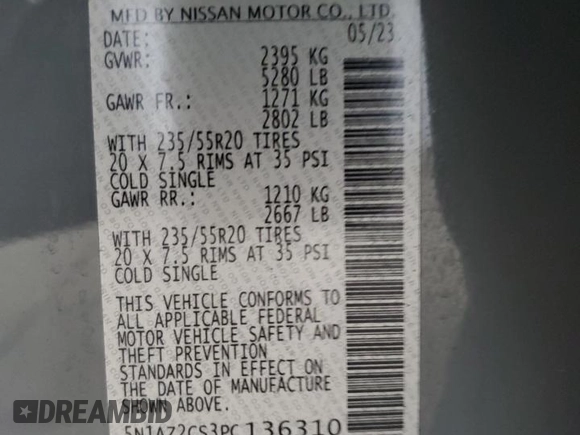 MFD BY NISSAN MOTOR CO., LTD.
DATE: 05/23
GVWR: 2395 KG
5280 LB
GAWR FR.: 1271 KG
2802 LB
WITH 235/55R20 TIRES
20 X 7.5 RIMS AT 35 PSI
COLD SINGLE
GAWR RR.: 1210 KG
2667 LB
WITH 235/55R20 TIRES
20 X 7.5 RIMS AT 35 PSI
COLD SINGLE
THIS VEHICLE CONFORMS TO
ALL APPLICABLE FEDERAL
MOTOR VEHICLE SAFETY AND
THEFT PREVENTION
STANDARDS IN EFFECT ON
THE DATE OF MANUFACTURE
SHOWN ABOVE.
5N1AZ2CS3PC136310
DREAMBID